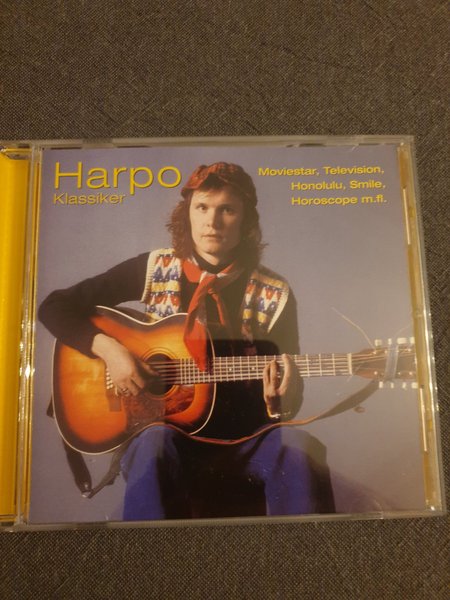 Harpo
Klassiker
Moviestar, Television,
Honolulu, Smile,
Horoscope m.fl.